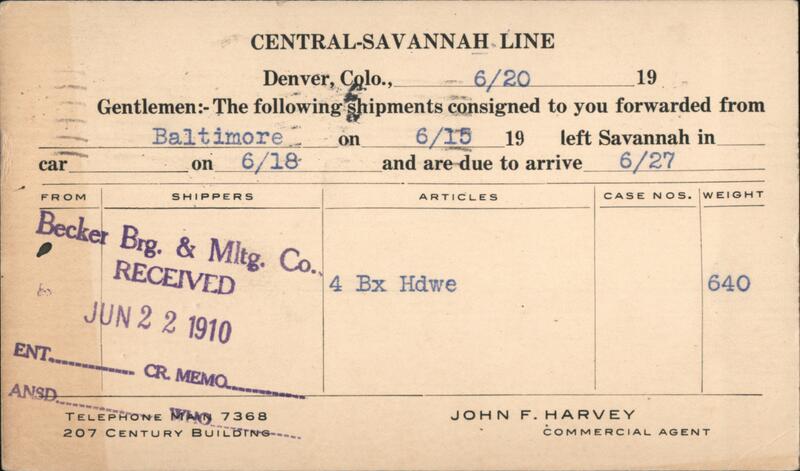 CENTRAL-SAVANNAH LINE
Denver, Colo., 6/20 19
Gentlemen:- The following shipments consigned to you forwarded from
Baltimore on 6/15 19 left Savannah in
car on 6/18 and are due to arrive 6/27
FROM SHIPPERS ARTICLES CASE NOS. WEIGHT
Becker Brg. & Mltg. Co.
RECEIVED
4 Bx Hdwe 640
JUN 22 1910
ENT. CR. MEMO.
ANSD. WHO
TELEPHONE MAIN 7368
207 CENTURY BUILDING
JOHN F. HARVEY
COMMERCIAL AGENT